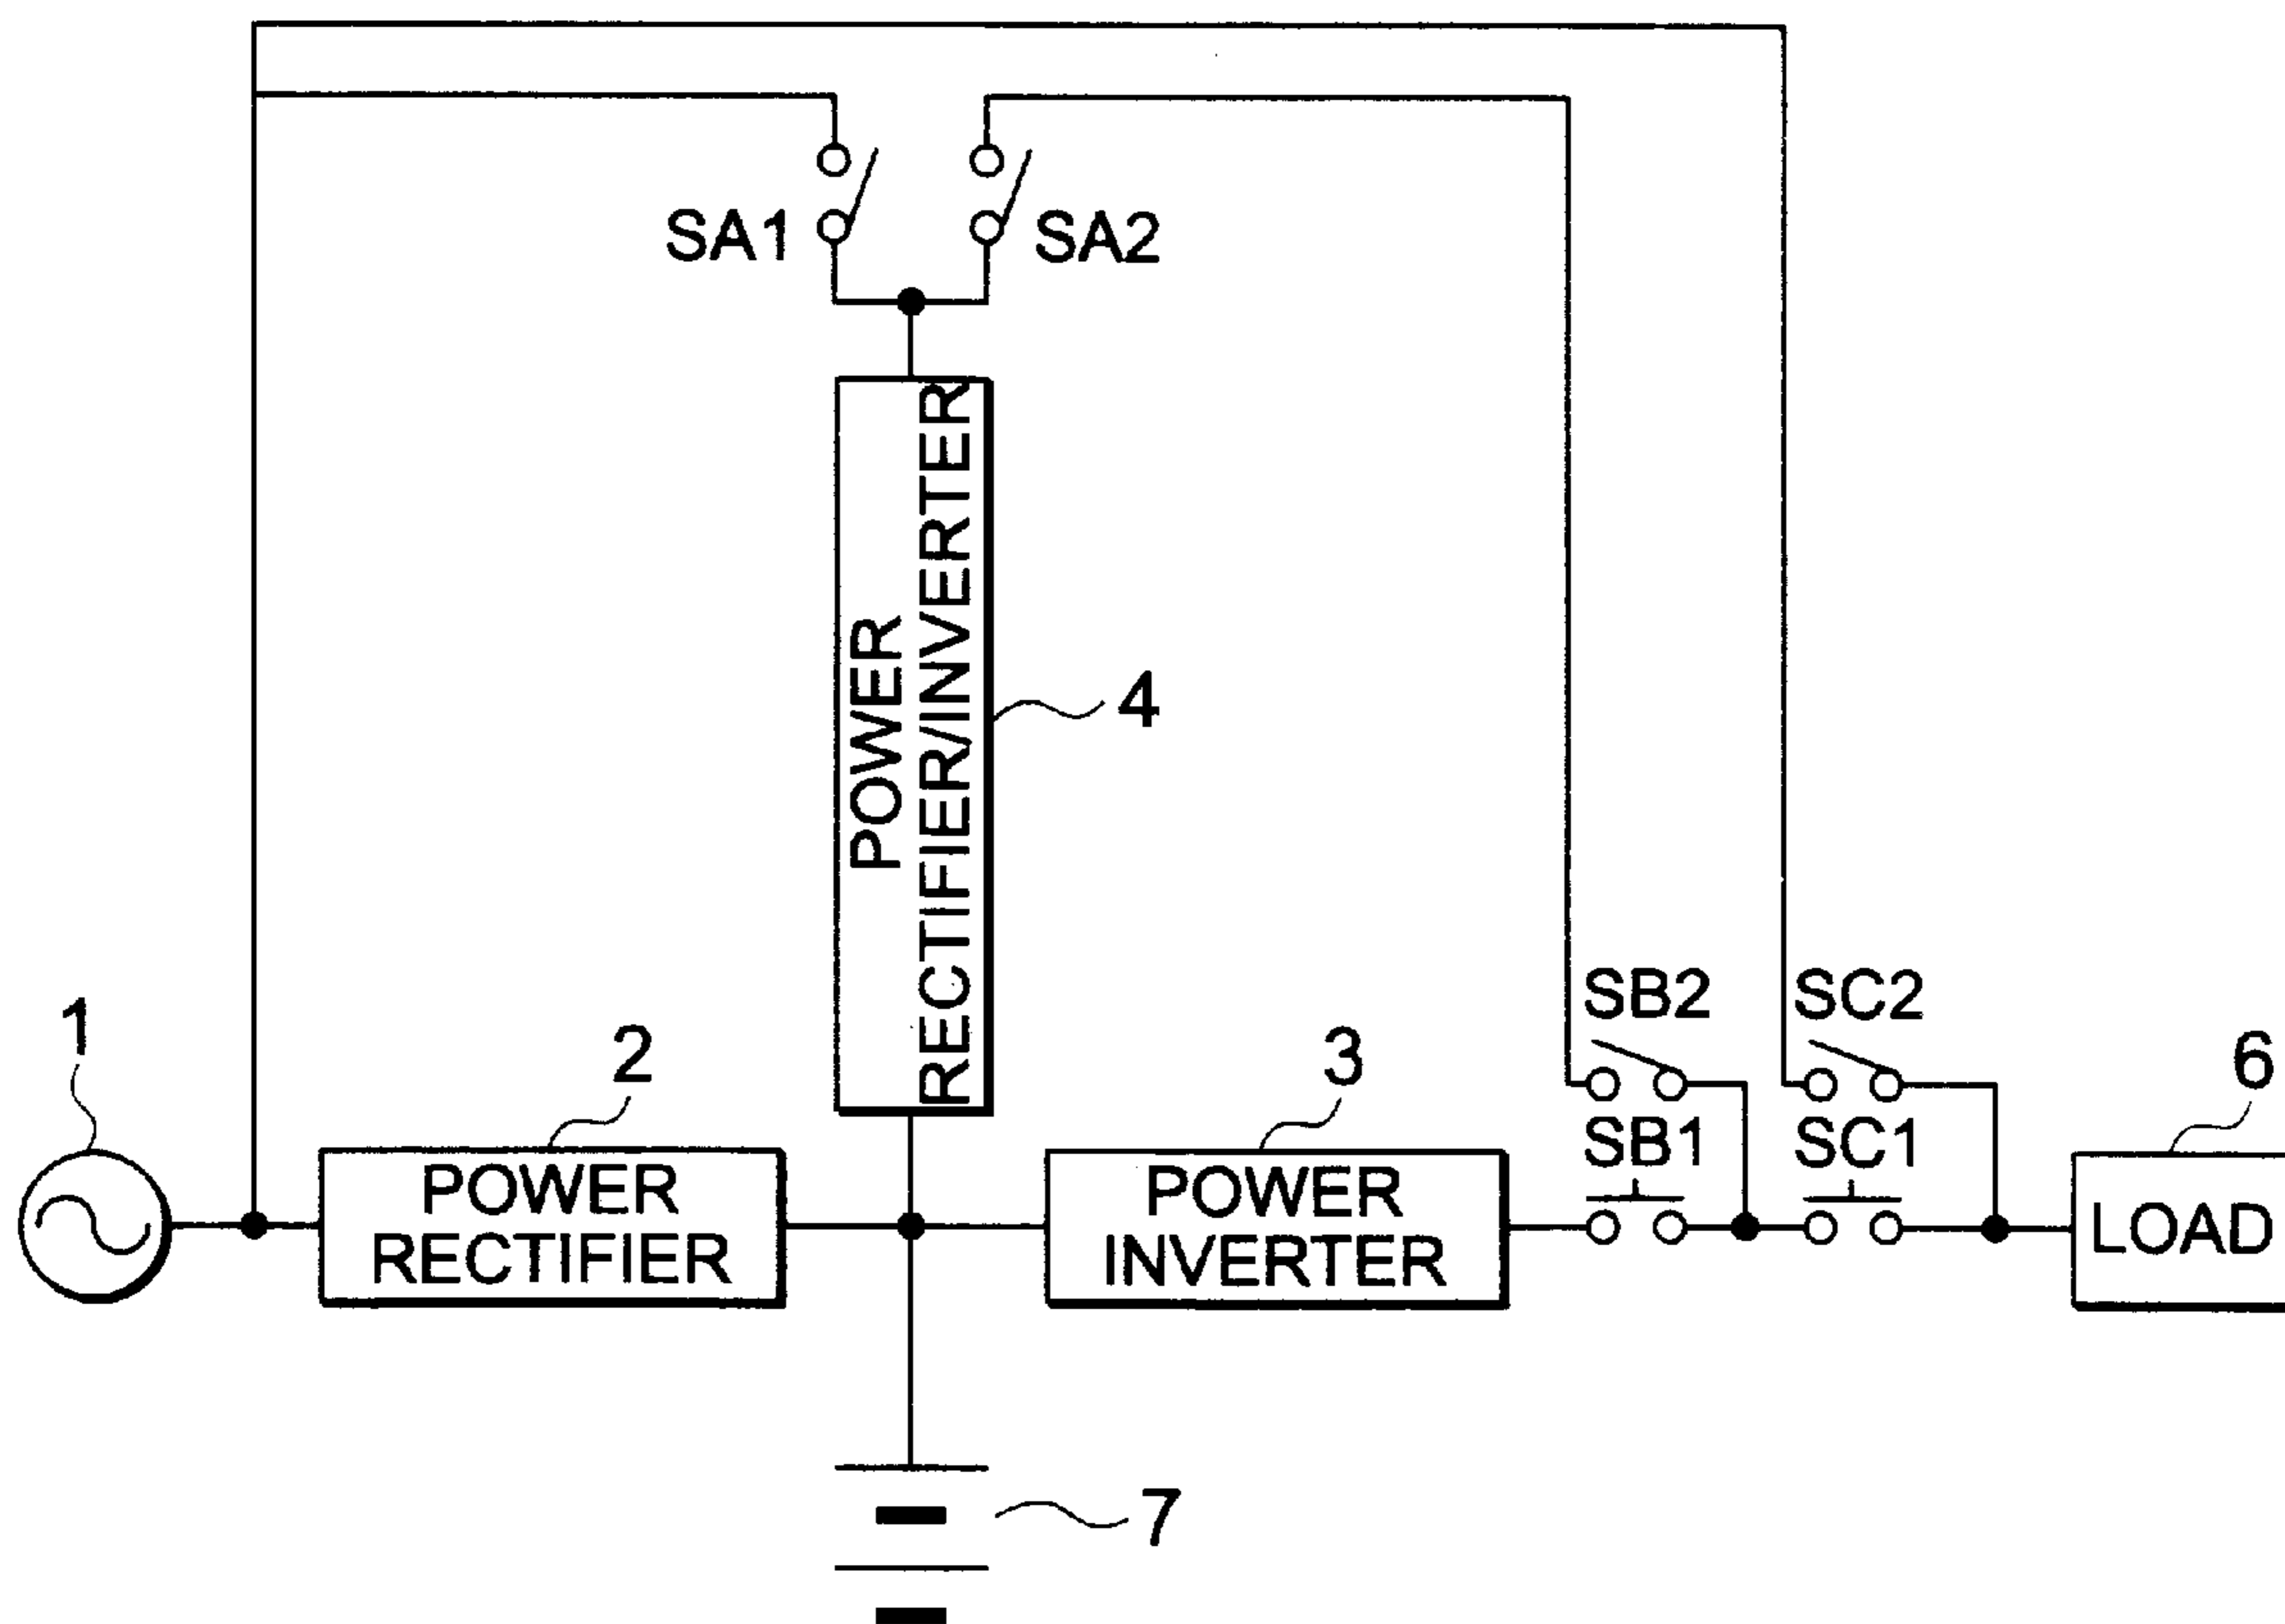 SA1
SA2
POWER
RECTIFIER/INVERTER
4
SB2
SC2
1
2
3
6
SB1
SC1
POWER
RECTIFIER
POWER
INVERTER
LOAD
7